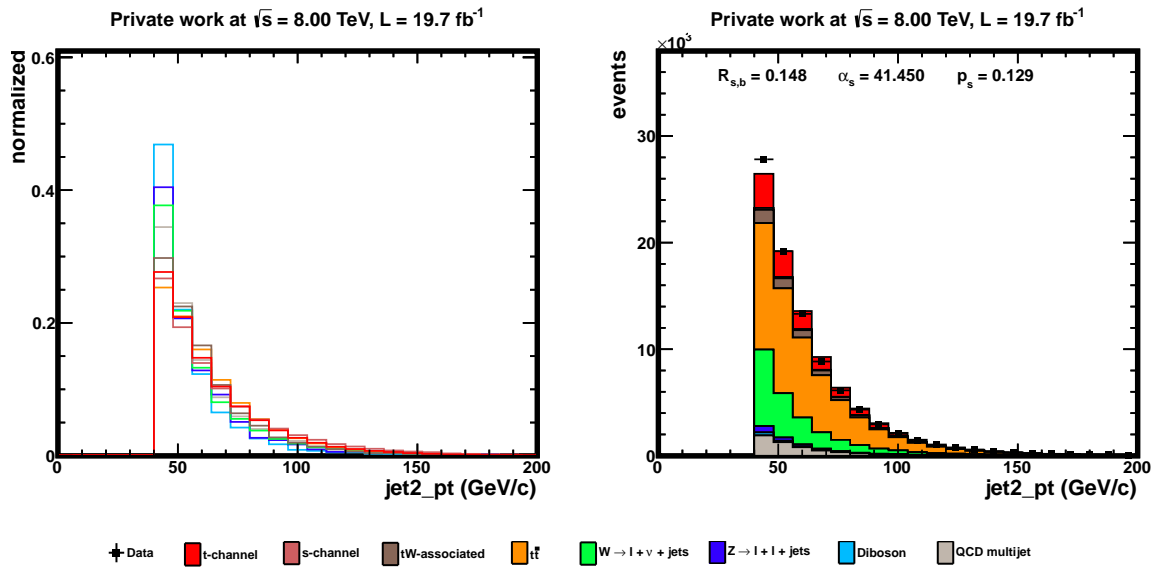 Private work at √s = 8.00 TeV, L = 19.7 fb⁻¹
normalized
0.6
0.4
0.2
0
0 50 100 150 200
jet2_pt (GeV/c)
Private work at √s = 8.00 TeV, L = 19.7 fb⁻¹
×10³
events
R_s,b = 0.148 α_s = 41.450 p_s = 0.129
30
20
10
0
0 50 100 150 200
jet2_pt (GeV/c)
Data t-channel s-channel tW-associated tt̄ W → l + ν + jets Z → l + l + jets Diboson QCD multijet